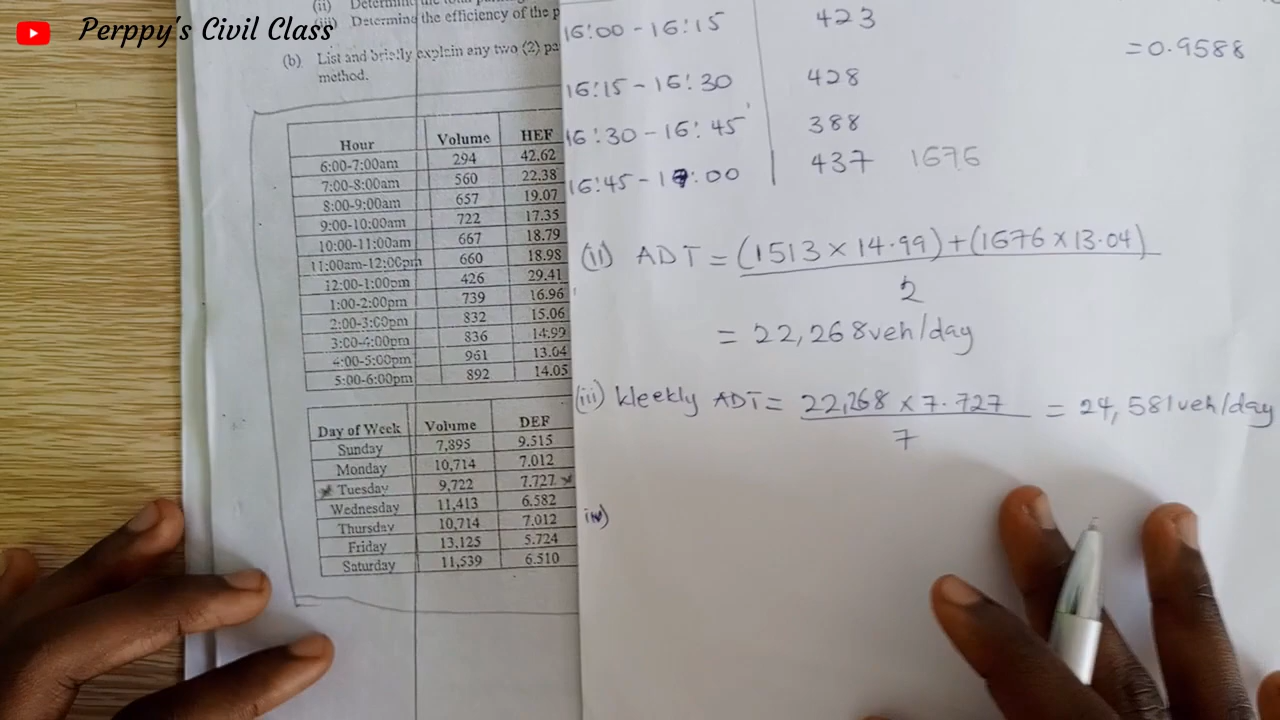 Perppy's Civil Class
(ii)
(iii) Determine the efficiency of the p
(b) List and briefly explain any two (2) pa
method.
Hour Volume HEF
6:00-7:00am 294 42.62
7:00-8:00am 560 22.38
8:00-9:00am 657 19.07
9:00-10:00am 722 17.35
10:00-11:00am 667 18.79
11:00am-12:00pm 660 18.98
12:00-1:00pm 426 29.41
1:00-2:00pm 739 16.96
2:00-3:00pm 832 15.06
3:00-4:00pm 836 14.99
4:00-5:00pm 961 13.04
5:00-6:00pm 892 14.05
Day of Week Volume DEF
Sunday 7,895 9.515
Monday 10,714 7.012
Tuesday 9,722 7.727
Wednesday 11,413 6.582
Thursday 10,714 7.012
Friday 13,125 5.724
Saturday 11,539 6.510
16:00 - 16:15 423
= 0.9588
16:15 - 16:30 428
16:30 - 16:45 388
16:45 - 17:00 437 1676
(ii) ADT = (1513 × 14.99) + (1676 × 13.04)
2
= 22,268veh/day
(iii) Weekly ADT = 22,268 × 7.727 = 24,581veh/day
7
iv)